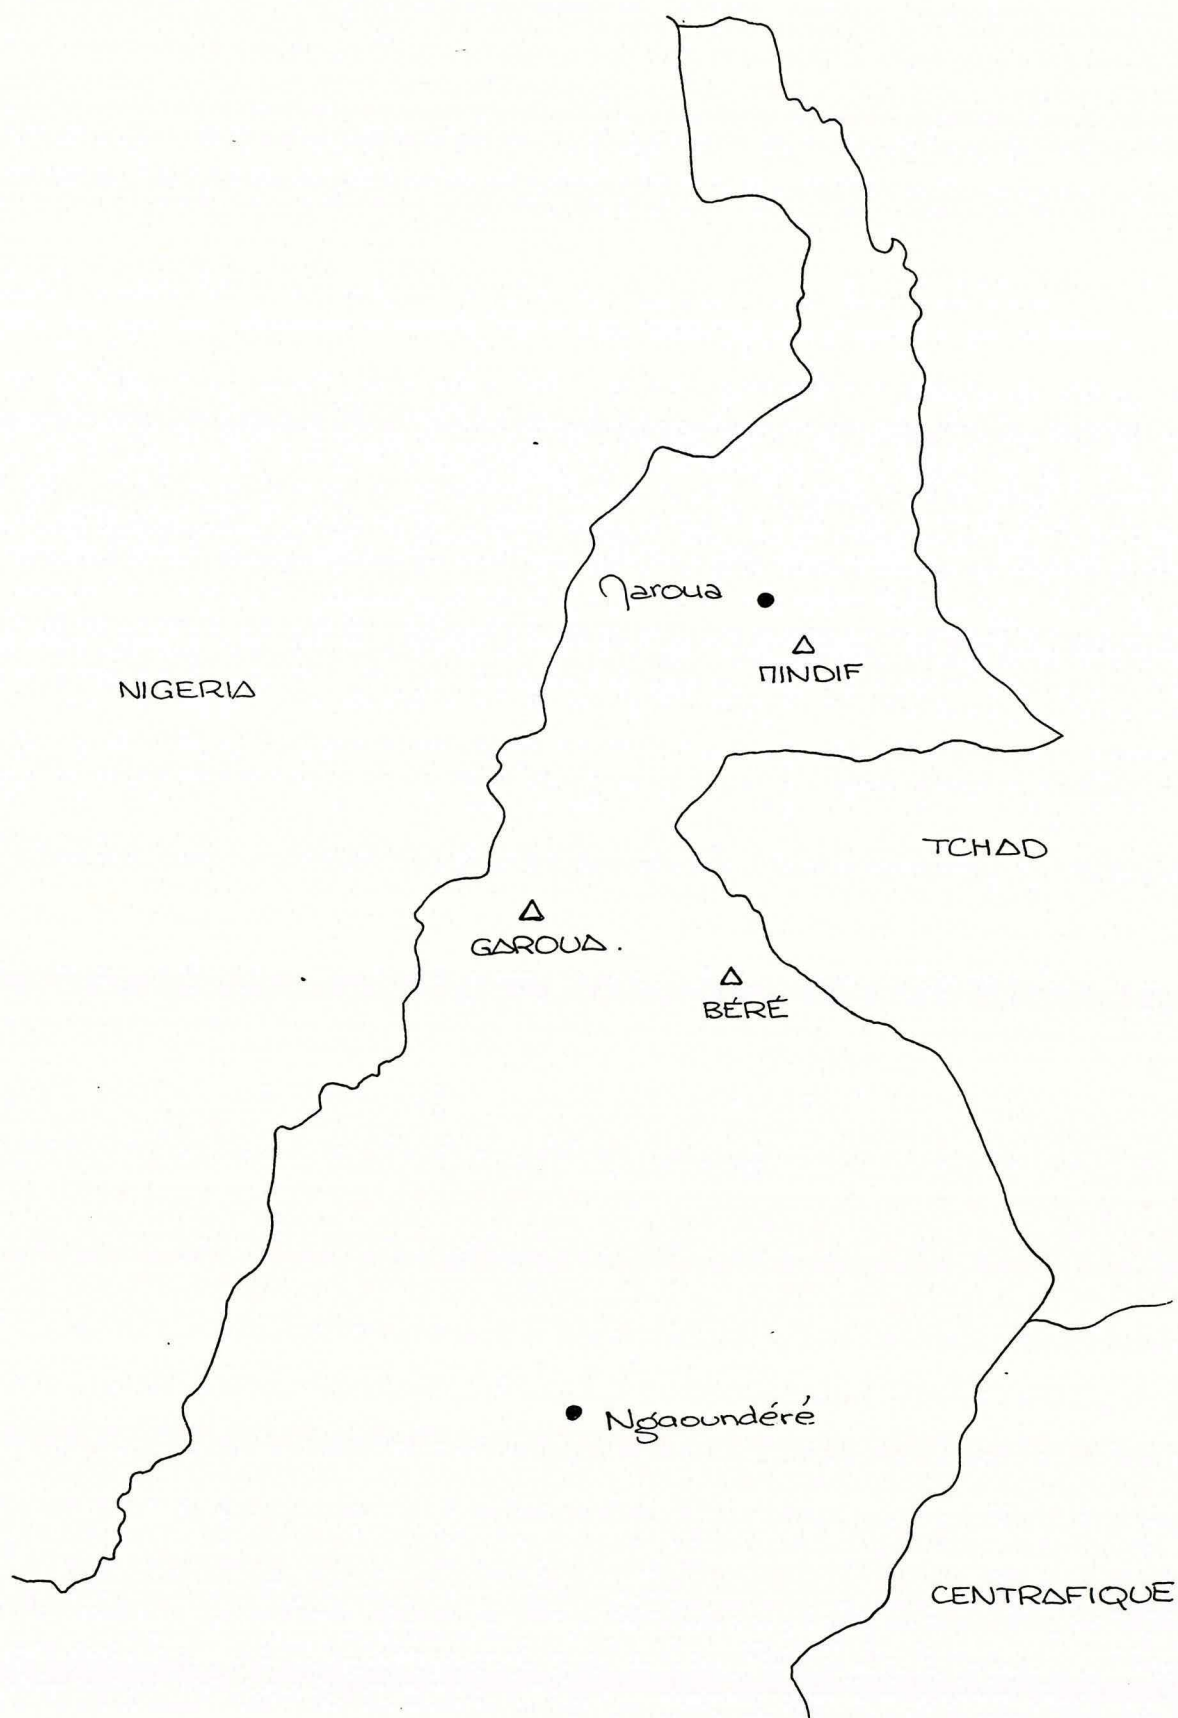 Maroua
MINDIF
NIGERIA
TCHAD
GAROUA.
BÉRÉ
Ngaoundéré
CENTRAFIQUE